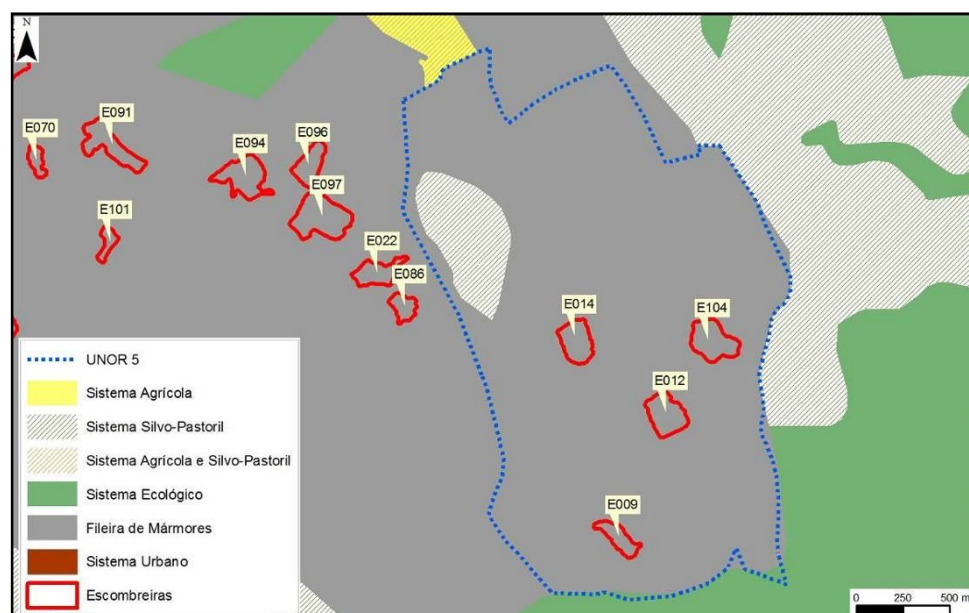 N
E091
E070
E096
E094
E097
E101
E022
E086
E014
E104
E012
E009
UNOR 5
Sistema Agrícola
Sistema Silvo-Pastoril
Sistema Agrícola e Silvo-Pastoril
Sistema Ecológico
Fileira de Mármores
Sistema Urbano
Escombreiras
0 250 500 m